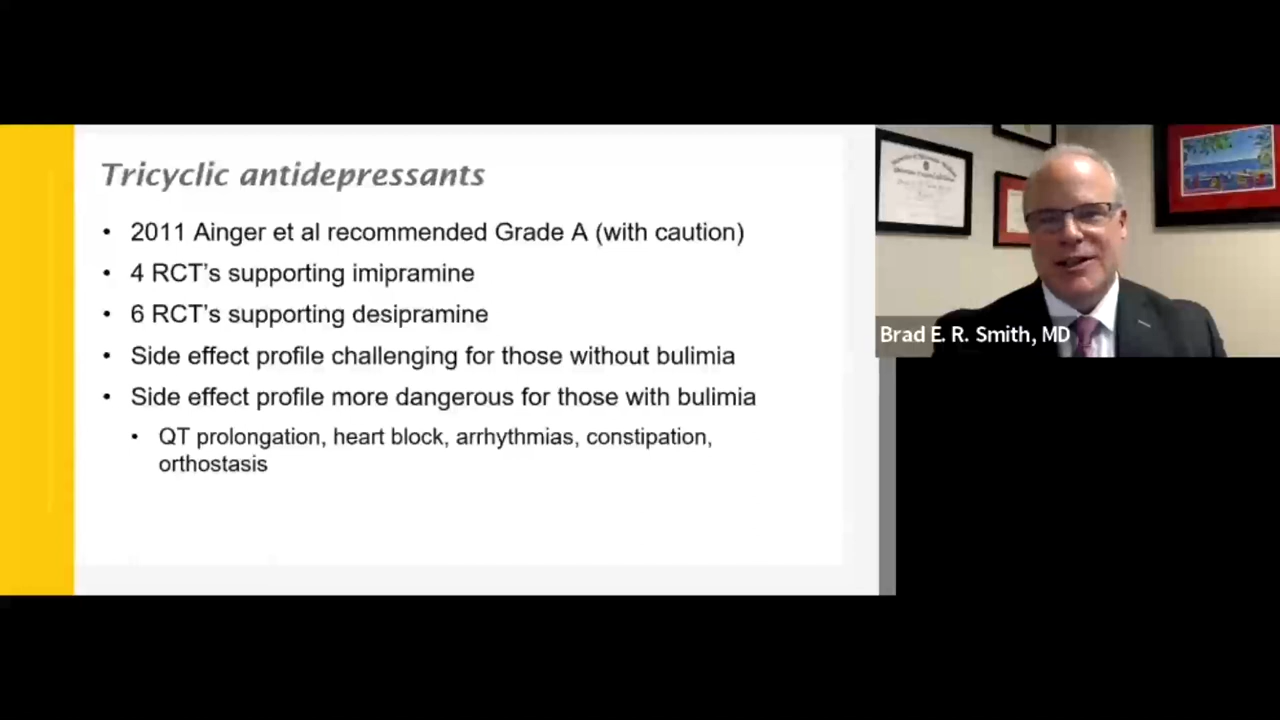 Tricyclic antidepressants
• 2011 Ainger et al recommended Grade A (with caution)
• 4 RCT's supporting imipramine
• 6 RCT's supporting desipramine
• Side effect profile challenging for those without bulimia
• Side effect profile more dangerous for those with bulimia
• QT prolongation, heart block, arrhythmias, constipation,
orthostasis
Brad E. R. Smith, MD